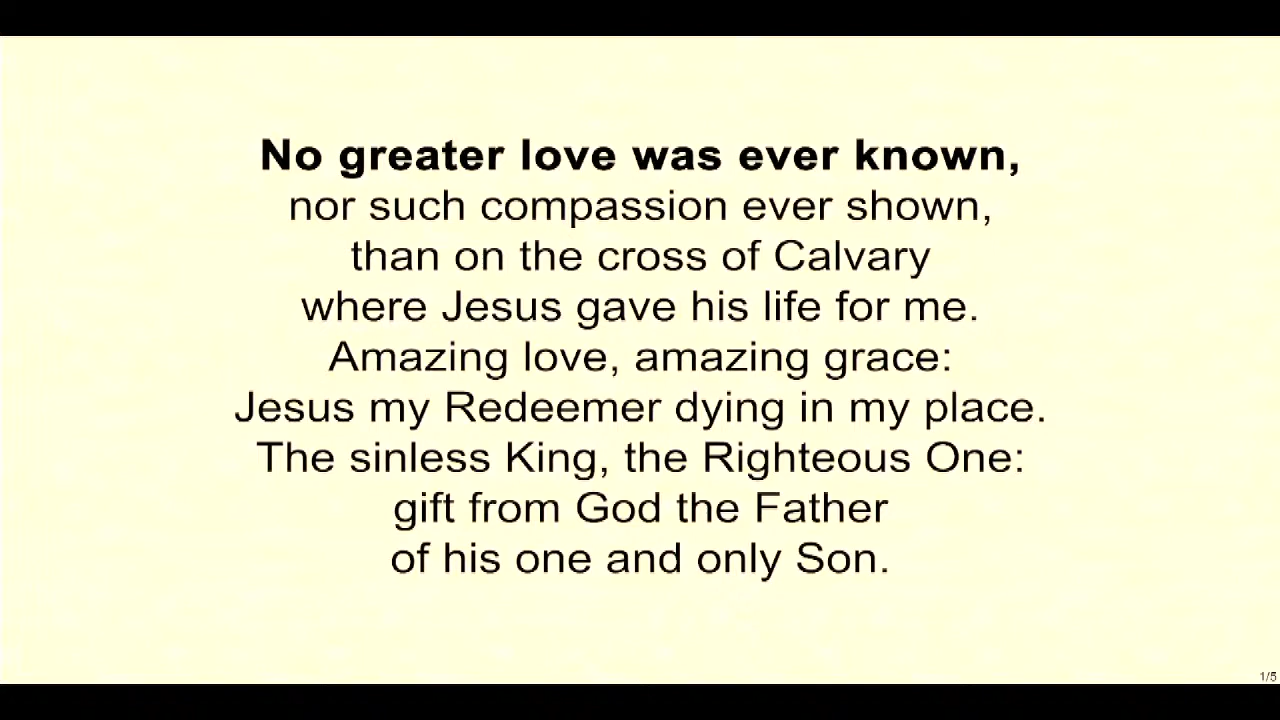 No greater love was ever known,
nor such compassion ever shown,
than on the cross of Calvary
where Jesus gave his life for me.
Amazing love, amazing grace:
Jesus my Redeemer dying in my place.
The sinless King, the Righteous One:
gift from God the Father
of his one and only Son.
1/5